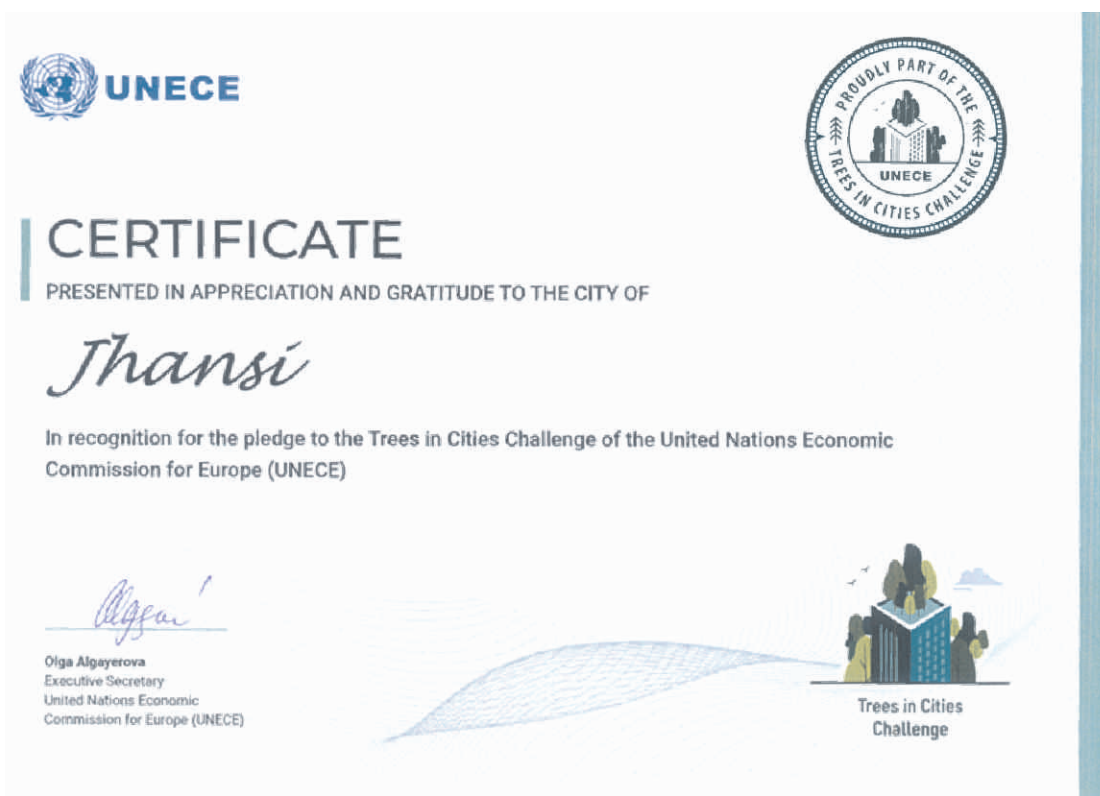 UNECE
PROUDLY PART OF THE
TREES IN CITIES CHALLENGE
UNECE
CERTIFICATE
PRESENTED IN APPRECIATION AND GRATITUDE TO THE CITY OF
Jhansi
In recognition for the pledge to the Trees in Cities Challenge of the United Nations Economic
Commission for Europe (UNECE)
Olga Algayerova
Executive Secretary
United Nations Economic
Commission for Europe (UNECE)
Trees in Cities
Challenge